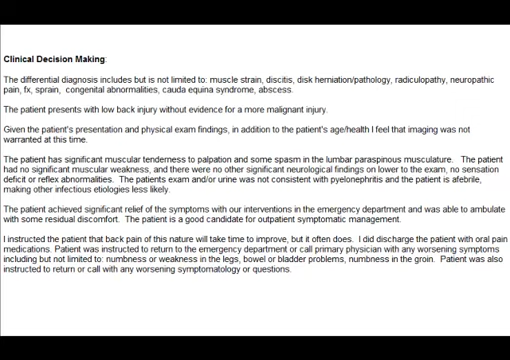 Clinical Decision Making:
The differential diagnosis includes but is not limited to: muscle strain, discitis, disk herniation/pathology, radiculopathy, neuropathic
pain, fx, sprain, congenital abnormalities, cauda equina syndrome, abscess.
The patient presents with low back injury without evidence for a more malignant injury.
Given the patient's presentation and physical exam findings, in addition to the patient's age/health I feel that imaging was not
warranted at this time.
The patient has significant muscular tenderness to palpation and some spasm in the lumbar paraspinous musculature. The patient
had no significant muscular weakness, and there were no other significant neurological findings on lower to the exam, no sensation
deficit or reflex abnormalities. The patients exam and/or urine was not consistent with pyelonephritis and the patient is afebrile,
making other infectious etiologies less likely.
The patient achieved significant relief of the symptoms with our interventions in the emergency department and was able to ambulate
with some residual discomfort. The patient is a good candidate for outpatient symptomatic management.
I instructed the patient that back pain of this nature will take time to improve, but it often does. I did discharge the patient with oral pain
medications. Patient was instructed to return to the emergency department or call primary physician with any worsening symptoms
including but not limited to: numbness or weakness in the legs, bowel or bladder problems, numbness in the groin. Patient was also
instructed to return or call with any worsening symptomatology or questions.